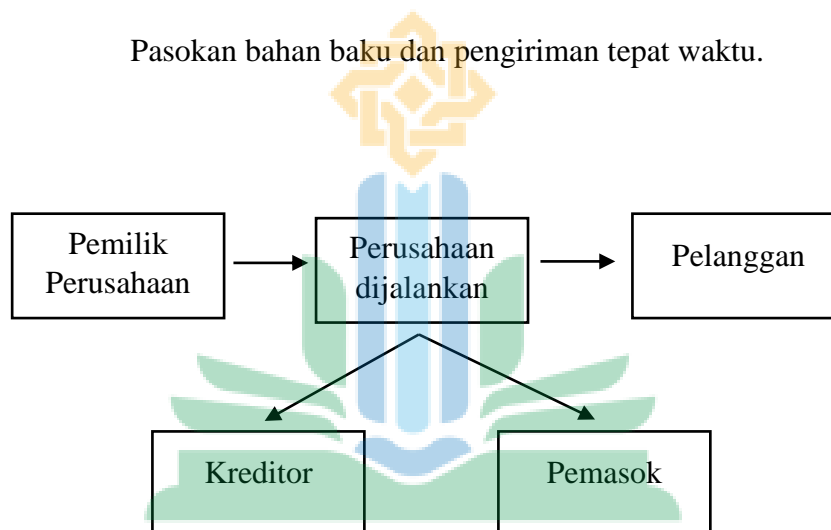 Pasokan bahan baku dan pengiriman tepat waktu.
Pemilik
Perusahaan
Perusahaan
dijalankan
Pelanggan
Kreditor
Pemasok